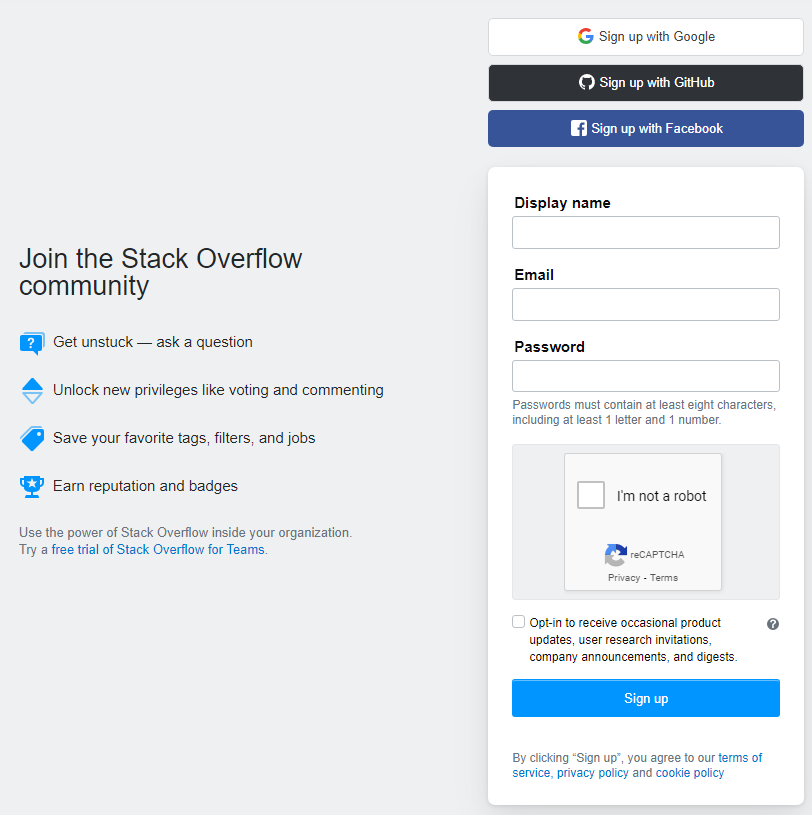 Join the Stack Overflow
community
Get unstuck — ask a question
Unlock new privileges like voting and commenting
Save your favorite tags, filters, and jobs
Earn reputation and badges
Use the power of Stack Overflow inside your organization.
Try a free trial of Stack Overflow for Teams.
Sign up with Google
Sign up with GitHub
Sign up with Facebook
Display name
Email
Password
Passwords must contain at least eight characters,
including at least 1 letter and 1 number.
I'm not a robot
reCAPTCHA
Privacy - Terms
Opt-in to receive occasional product
updates, user research invitations,
company announcements, and digests.
Sign up
By clicking “Sign up”, you agree to our terms of
service, privacy policy and cookie policy